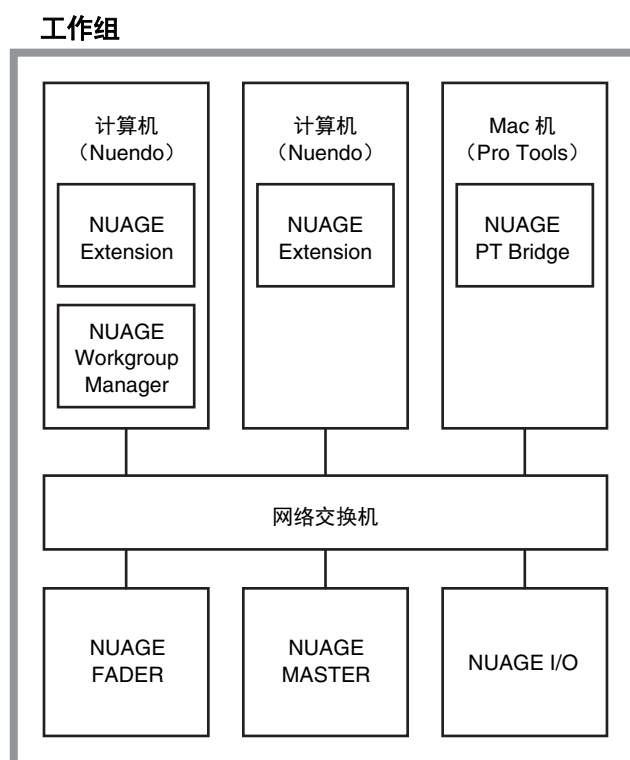 工作组
计算机
（Nuendo）
NUAGE
Extension
NUAGE
Workgroup
Manager
计算机
（Nuendo）
NUAGE
Extension
Mac 机
（Pro Tools）
NUAGE
PT Bridge
网络交换机
NUAGE
FADER
NUAGE
MASTER
NUAGE I/O